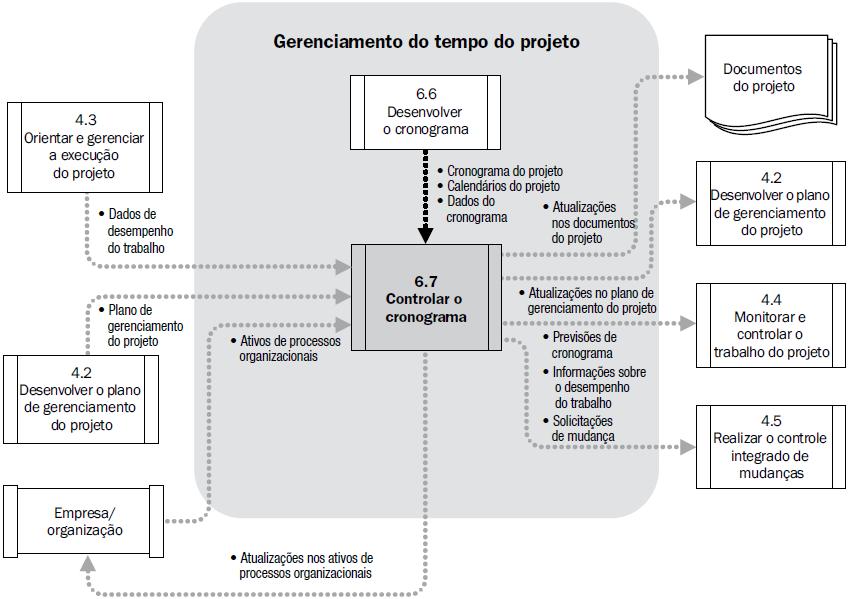 Gerenciamento do tempo do projeto
6.6
Desenvolver
o cronograma
Documentos
do projeto
4.3
Orientar e gerenciar
a execução
do projeto
• Cronograma do projeto
• Calendários do projeto
• Dados do
cronograma
• Dados de
desempenho
do trabalho
• Atualizações
nos documentos
do projeto
4.2
Desenvolver o plano
de gerenciamento
do projeto
6.7
Controlar o
cronograma
• Atualizações no plano de
gerenciamento do projeto
4.4
Monitorar e
controlar o
trabalho do projeto
• Plano de
gerenciamento
do projeto
• Ativos de processos
organizacionais
• Previsões de
cronograma
• Informações sobre
o desempenho
do trabalho
• Solicitações
de mudança
4.2
Desenvolver o plano
de gerenciamento
do projeto
4.5
Realizar o controle
integrado de
mudanças
Empresa/
organização
• Atualizações nos ativos de
processos organizacionais